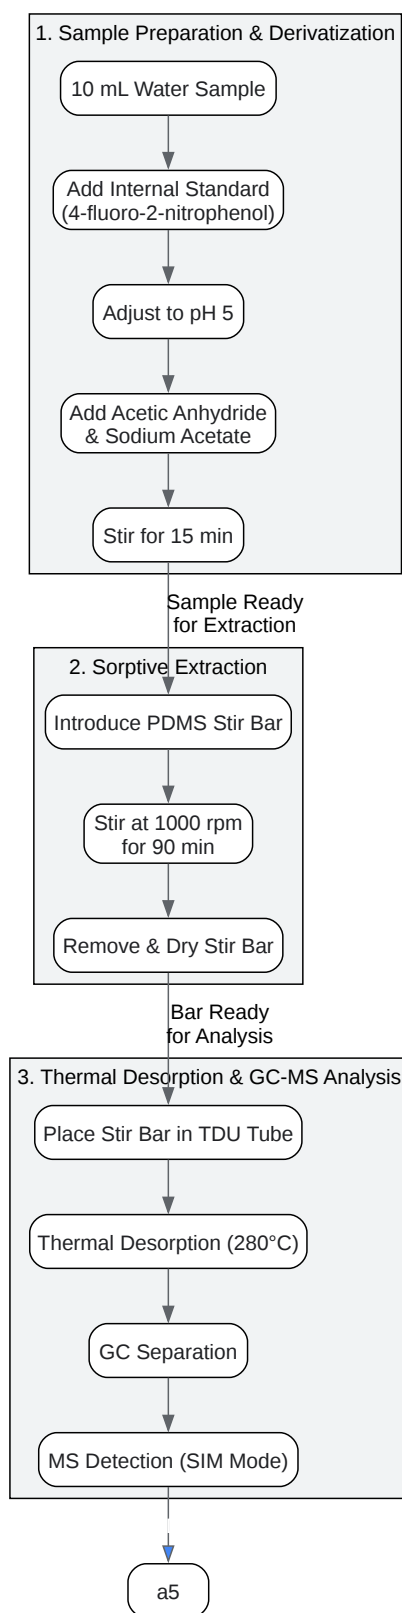 1. Sample Preparation & Derivatization
10 mL Water Sample
Add Internal Standard
(4-fluoro-2-nitrophenol)
Adjust to pH 5
Add Acetic Anhydride
& Sodium Acetate
Stir for 15 min
Sample Ready
for Extraction
2. Sorptive Extraction
Introduce PDMS Stir Bar
Stir at 1000 rpm
for 90 min
Remove & Dry Stir Bar
Bar Ready
for Analysis
3. Thermal Desorption & GC-MS Analysis
Place Stir Bar in TDU Tube
Thermal Desorption (280°C)
GC Separation
MS Detection (SIM Mode)
a5